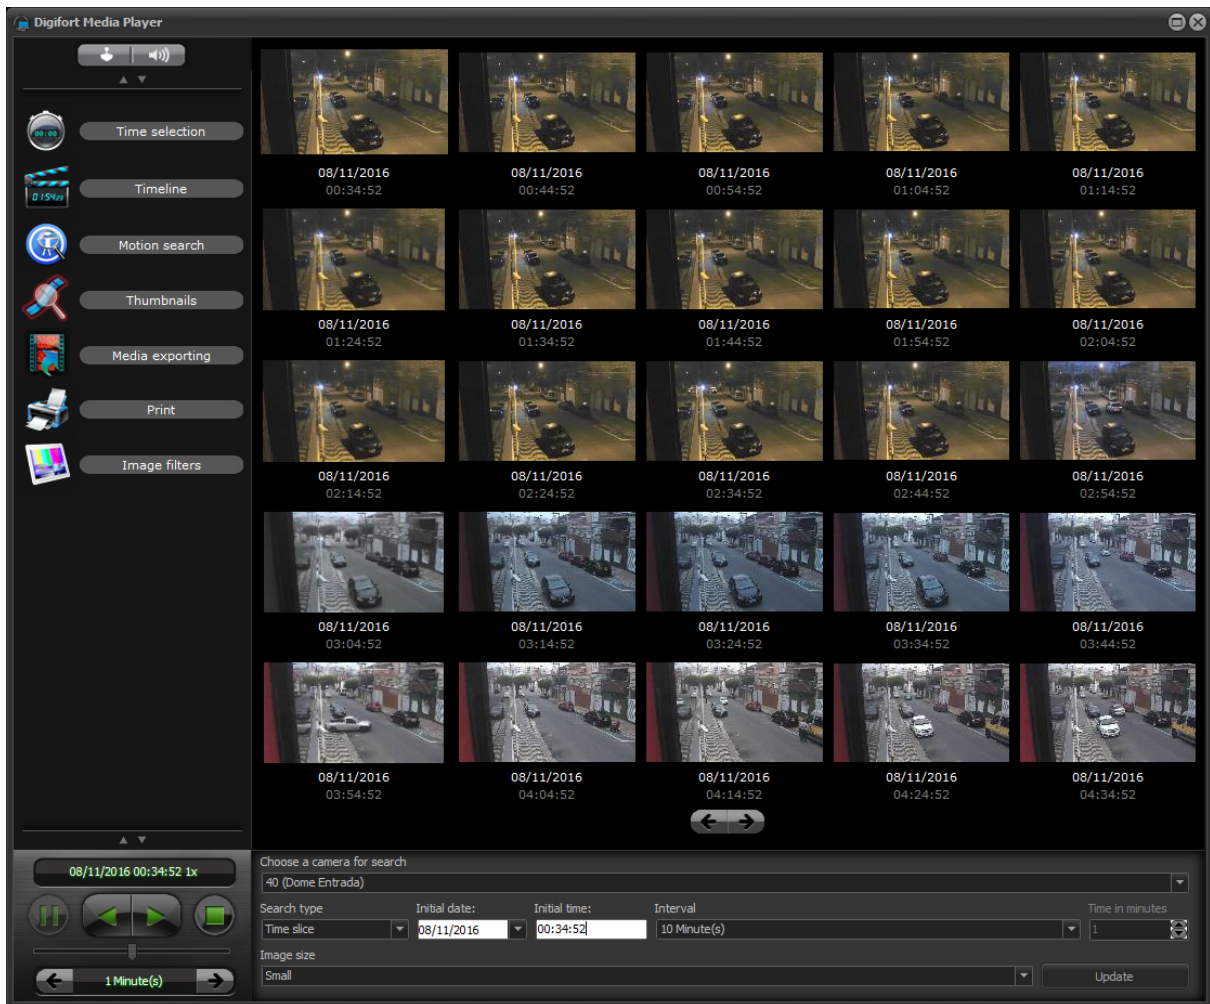 Digifort Media Player
Time selection
00:00
Timeline
Motion search
Thumbnails
Media exporting
Print
Image filters
08/11/2016 08/11/2016 08/11/2016 08/11/2016 08/11/2016
00:34:52 00:44:52 00:54:52 01:04:52 01:14:52
08/11/2016 08/11/2016 08/11/2016 08/11/2016 08/11/2016
01:24:52 01:34:52 01:44:52 01:54:52 02:04:52
08/11/2016 08/11/2016 08/11/2016 08/11/2016 08/11/2016
02:14:52 02:24:52 02:34:52 02:44:52 02:54:52
08/11/2016 08/11/2016 08/11/2016 08/11/2016 08/11/2016
03:04:52 03:14:52 03:24:52 03:34:52 03:44:52
08/11/2016 08/11/2016 08/11/2016 08/11/2016 08/11/2016
03:54:52 04:04:52 04:14:52 04:24:52 04:34:52
08/11/2016 00:34:52 1x
1 Minute(s)
Choose a camera for search
40 (Dome Entrada)
Search type Initial date: Initial time: Interval Time in minutes
Time slice 08/11/2016 00:34:52 10 Minute(s) 1
Image size
Small Update